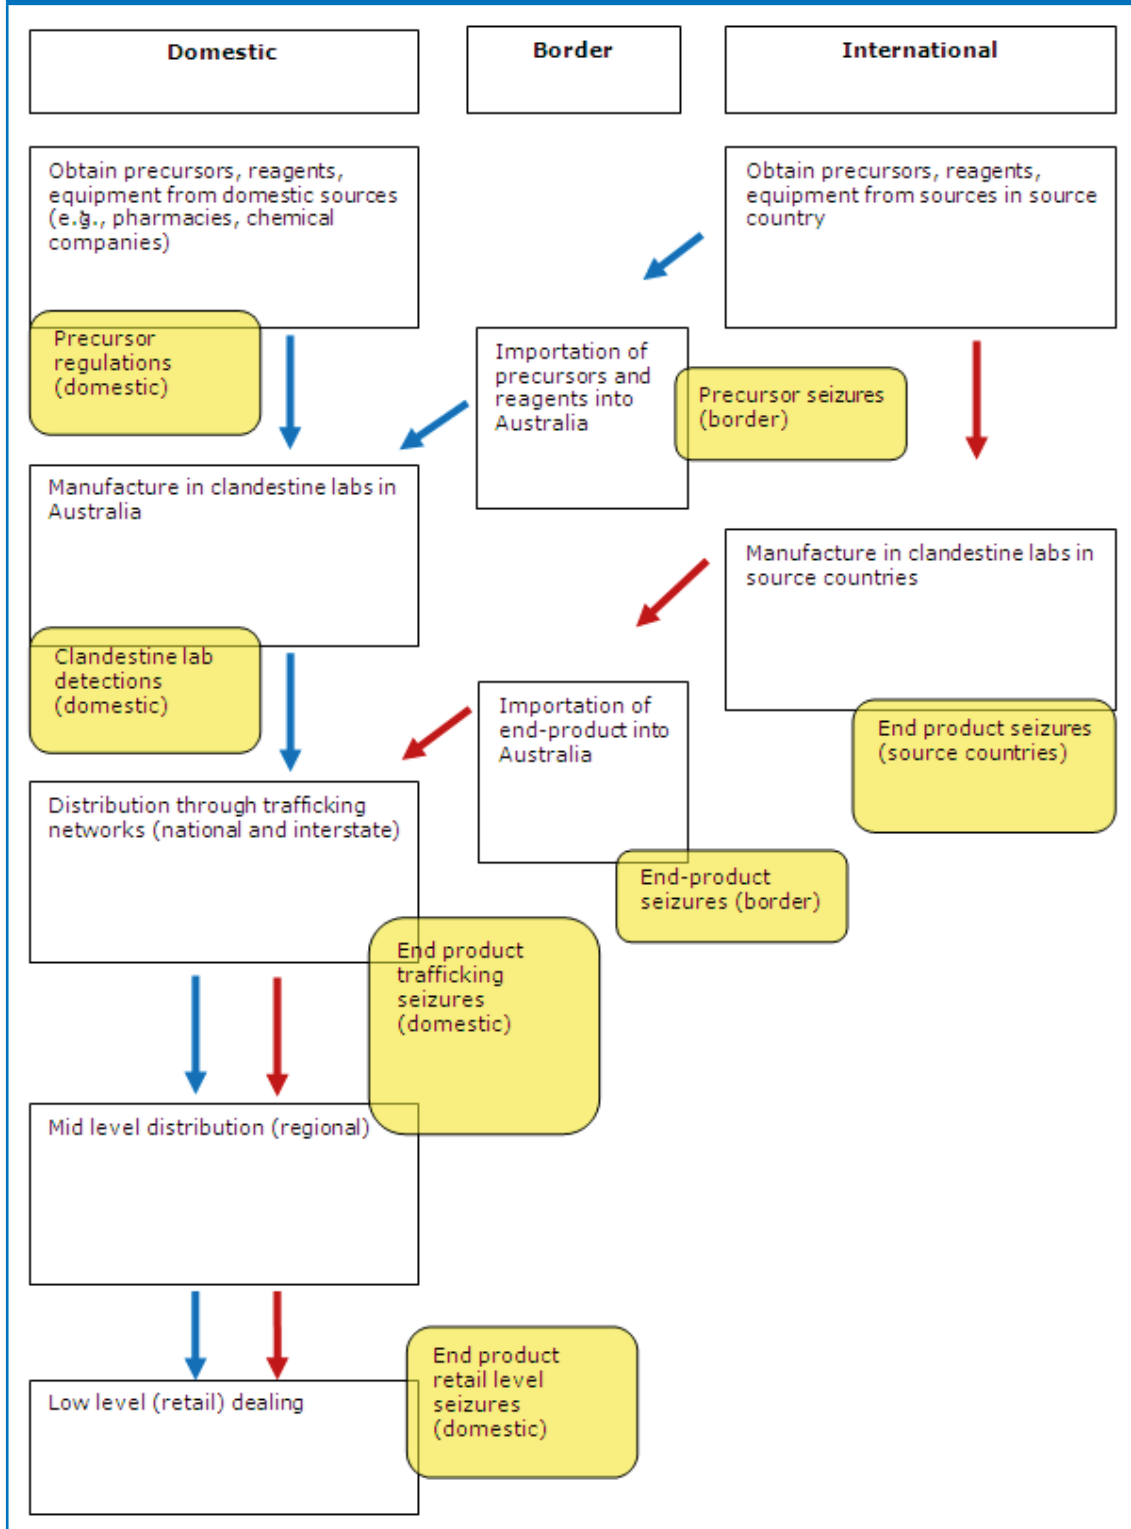 Domestic
Border
International
Obtain precursors, reagents,
equipment from domestic sources
(e.g., pharmacies, chemical
companies)
Obtain precursors, reagents,
equipment from sources in source
country
Precursor
regulations
(domestic)
Importation of
precursors and
reagents into
Australia
Precursor seizures
(border)
Manufacture in clandestine labs in
Australia
Manufacture in clandestine labs in
source countries
Clandestine lab
detections
(domestic)
Importation of
end-product into
Australia
End product seizures
(source countries)
Distribution through trafficking
networks (national and interstate)
End-product
seizures (border)
End product
trafficking
seizures
(domestic)
Mid level distribution (regional)
End product
retail level
seizures
(domestic)
Low level (retail) dealing